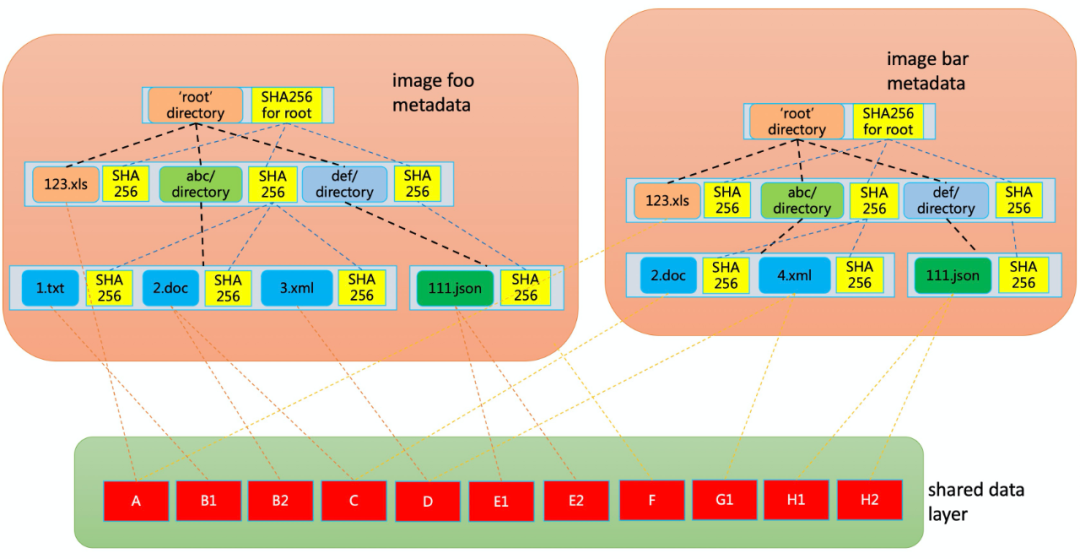 image foo
metadata
'root'
directory
SHA256
for root
123.xls
SHA
256
abc/
directory
SHA
256
def/
directory
SHA
256
1.txt
SHA
256
2.doc
SHA
256
3.xml
SHA
256
111.json
SHA
256
image bar
metadata
'root'
directory
SHA256
for root
123.xls
SHA
256
abc/
directory
SHA
256
def/
directory
SHA
256
2.doc
SHA
256
4.xml
SHA
256
111.json
SHA
256
A
B1
B2
C
D
E1
E2
F
G1
H1
H2
shared data
layer